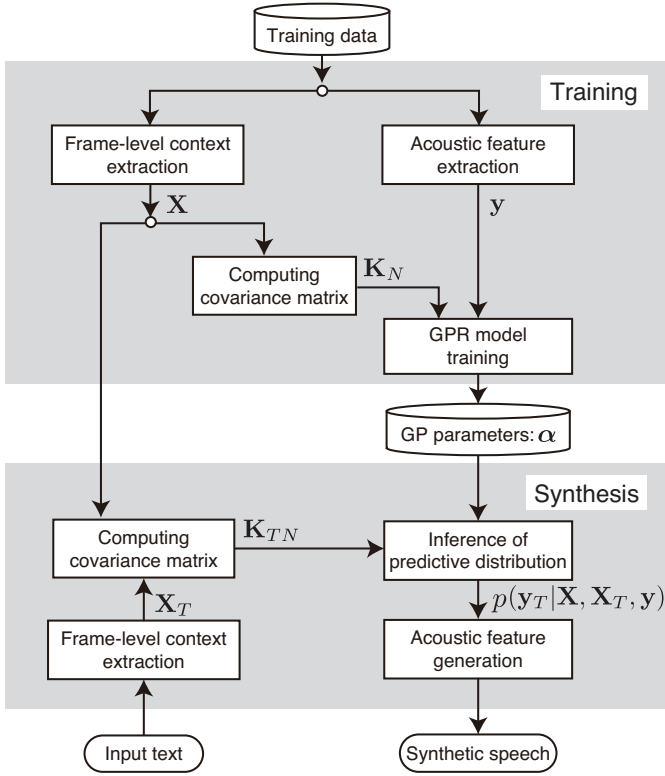 Training data
Training
Frame-level context
extraction
Acoustic feature
extraction
X
y
Computing
covariance matrix
K_N
GPR model
training
GP parameters: α
Synthesis
Computing
covariance matrix
K_{TN}
Inference of
predictive distribution
X_T
p(y_T|X, X_T, y)
Frame-level context
extraction
Acoustic feature
generation
Input text
Synthetic speech